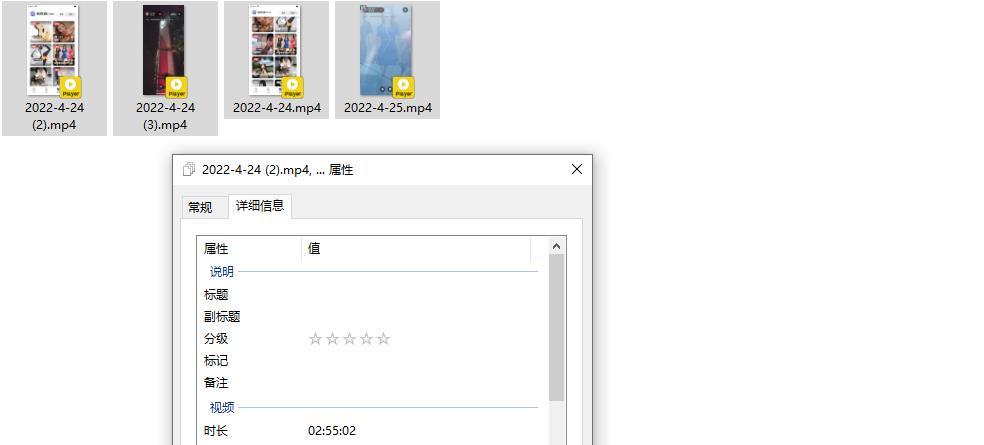 2022-4-24
(2).mp4
2022-4-24
(3).mp4
2022-4-24.mp4
2022-4-25.mp4
Player
Player
Player
Player
2022-4-24 (2).mp4, ... 属性
常规
详细信息
属性 值
说明
标题
副标题
分级 ☆☆☆☆☆
标记
备注
视频
时长 02:55:02